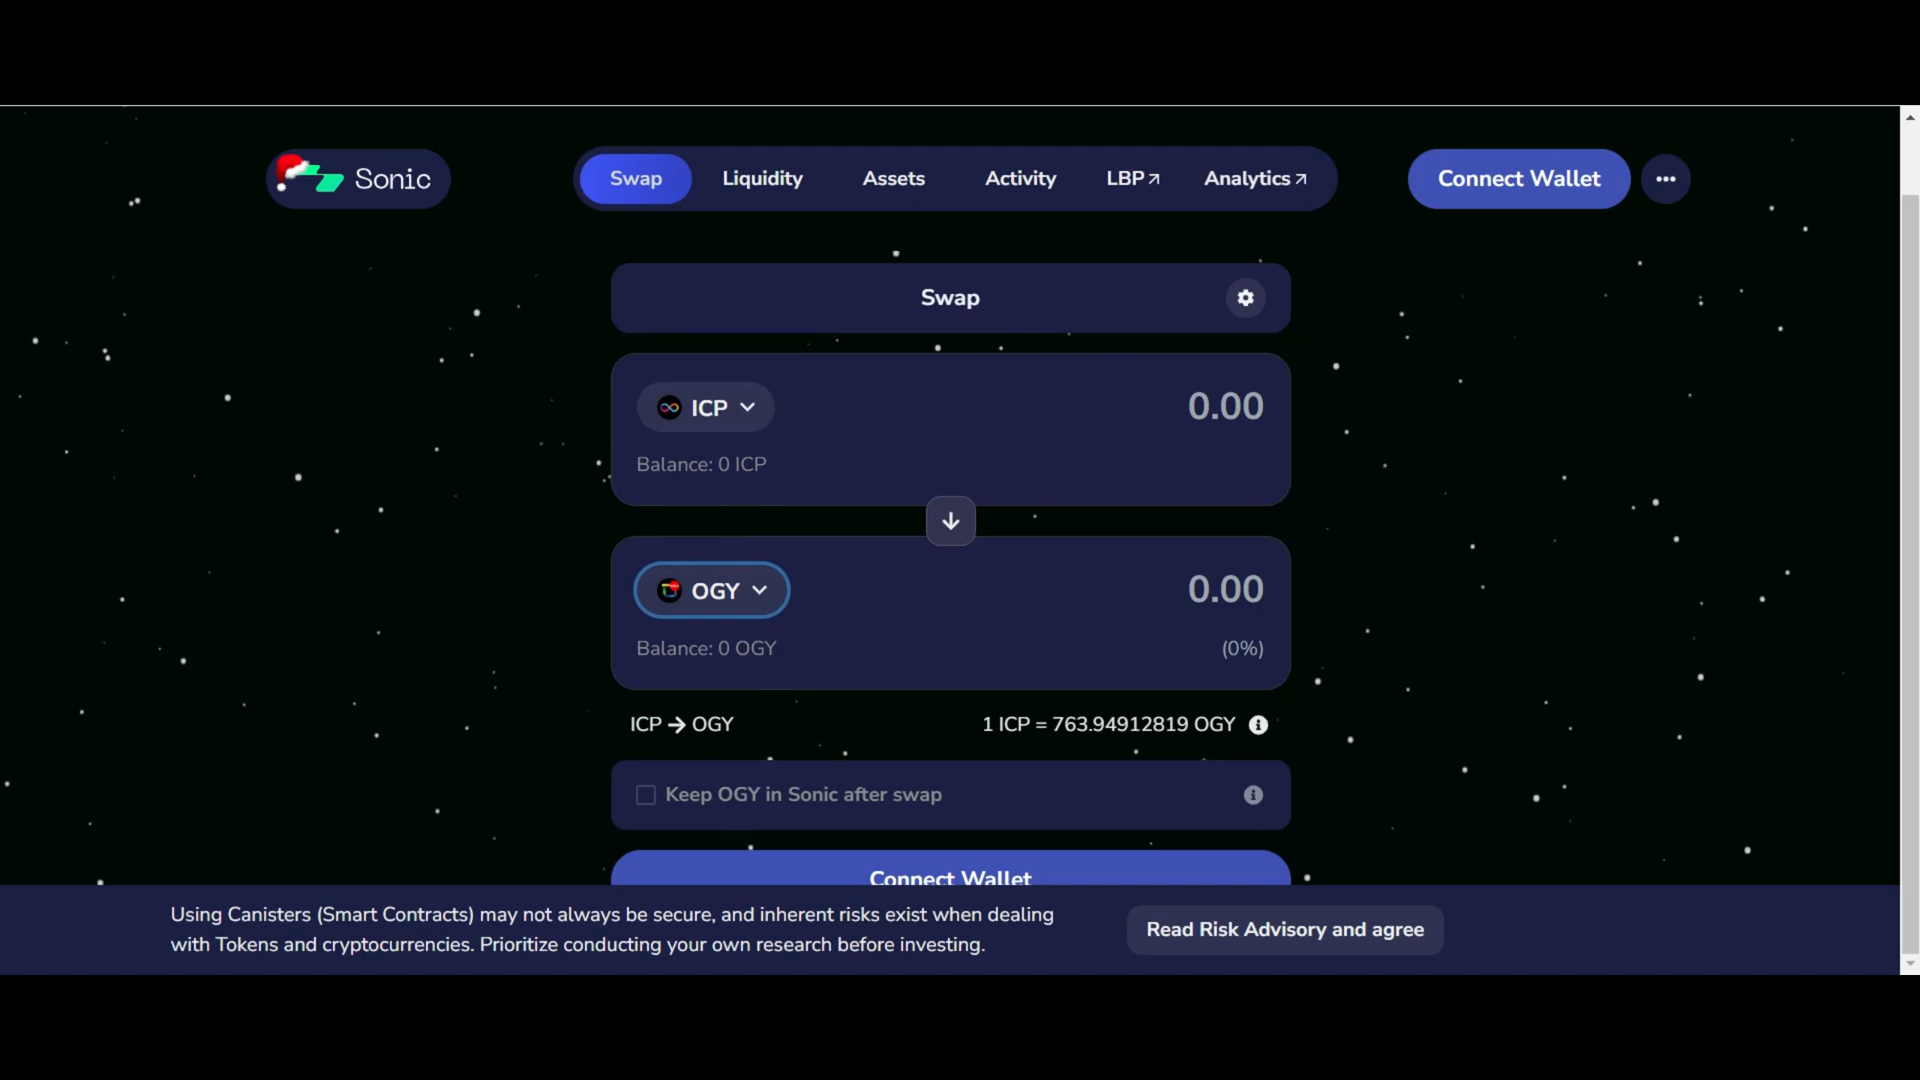 Sonic
Swap
Liquidity
Assets
Activity
LBP
Analytics
Connect Wallet
Swap
ICP
0.00
Balance: 0 ICP
OGY
0.00
Balance: 0 OGY
(0%)
ICP → OGY
1 ICP = 763.94912819 OGY
Keep OGY in Sonic after swap
Connect Wallet
Using Canisters (Smart Contracts) may not always be secure, and inherent risks exist when dealing
with Tokens and cryptocurrencies. Prioritize conducting your own research before investing.
Read Risk Advisory and agree